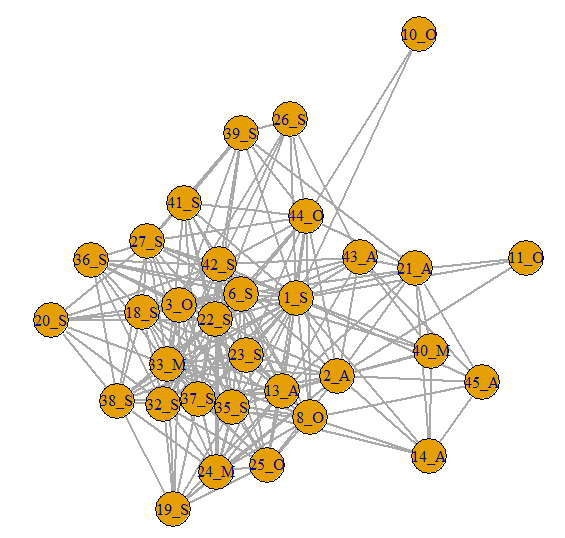 10_O
26_S
39_S
41_S
44_O
27_S
43_A
11_O
36_S
42_S
21_A
6_S
1_S
3_O
18_S
22_S
20_S
40_M
23_S
33_M
2_A
45_A
13_A
37_S
38_S
32_S
35_S
8_O
14_A
25_O
24_M
19_S